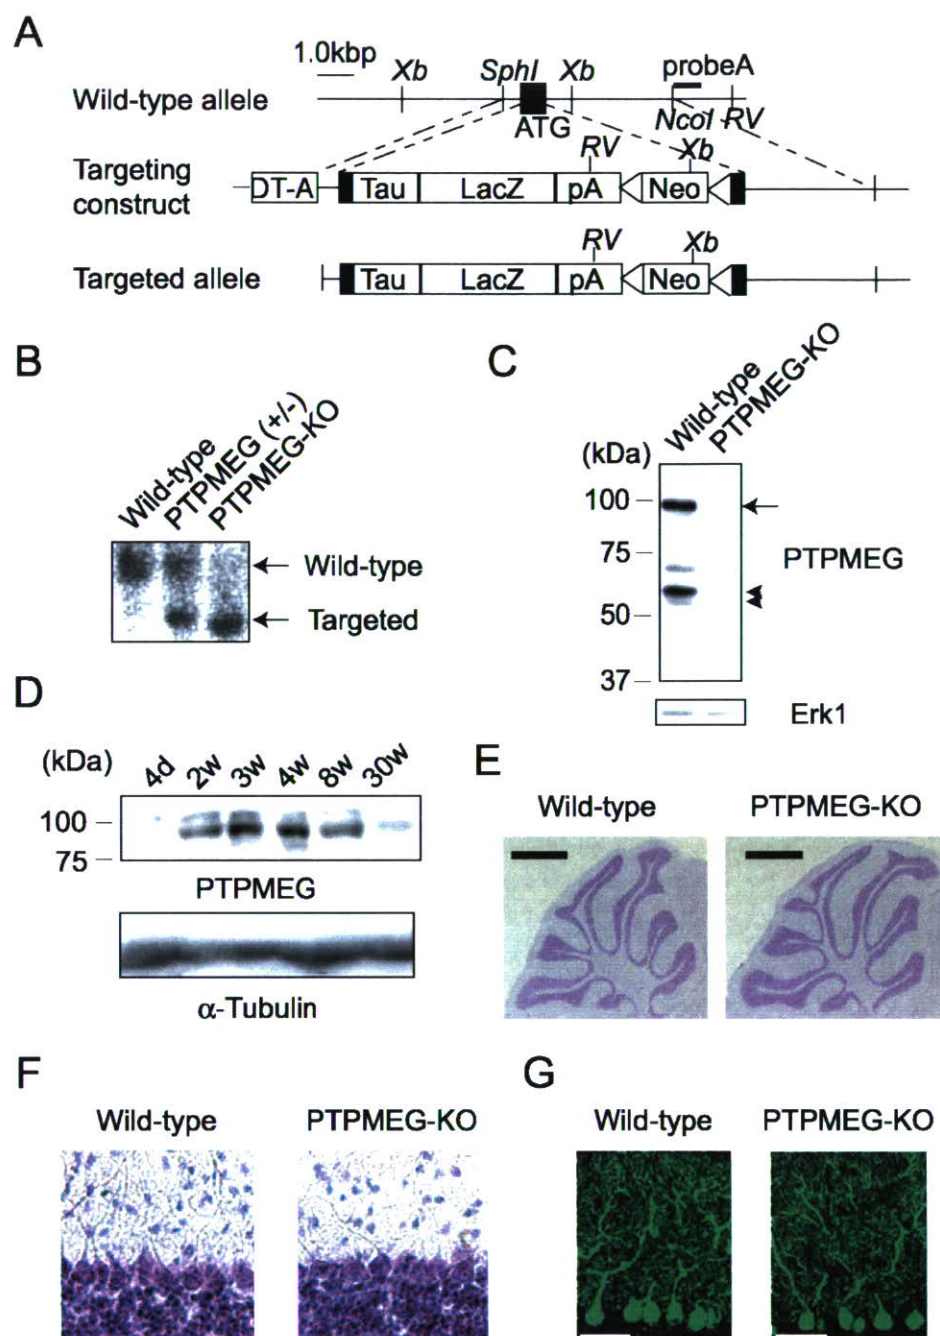 A
1.0kbp
Xb
SphI
Xb
probeA
Wild-type allele
ATG
NcoI
RV
Targeting
construct
RV
Xb
DT-A
Tau
LacZ
pA
Neo
RV
Xb
Targeted allele
Tau
LacZ
pA
Neo
B
Wild-type
PTPMEG (+/-)
PTPMEG-KO
Wild-type
Targeted
C
Wild-type
PTPMEG-KO
(kDa)
100
75
50
37
PTPMEG
Erk1
D
(kDa)
4d
2w
3w
4w
8w
30w
100
75
PTPMEG
α-Tubulin
E
Wild-type
PTPMEG-KO
F
Wild-type
PTPMEG-KO
G
Wild-type
PTPMEG-KO